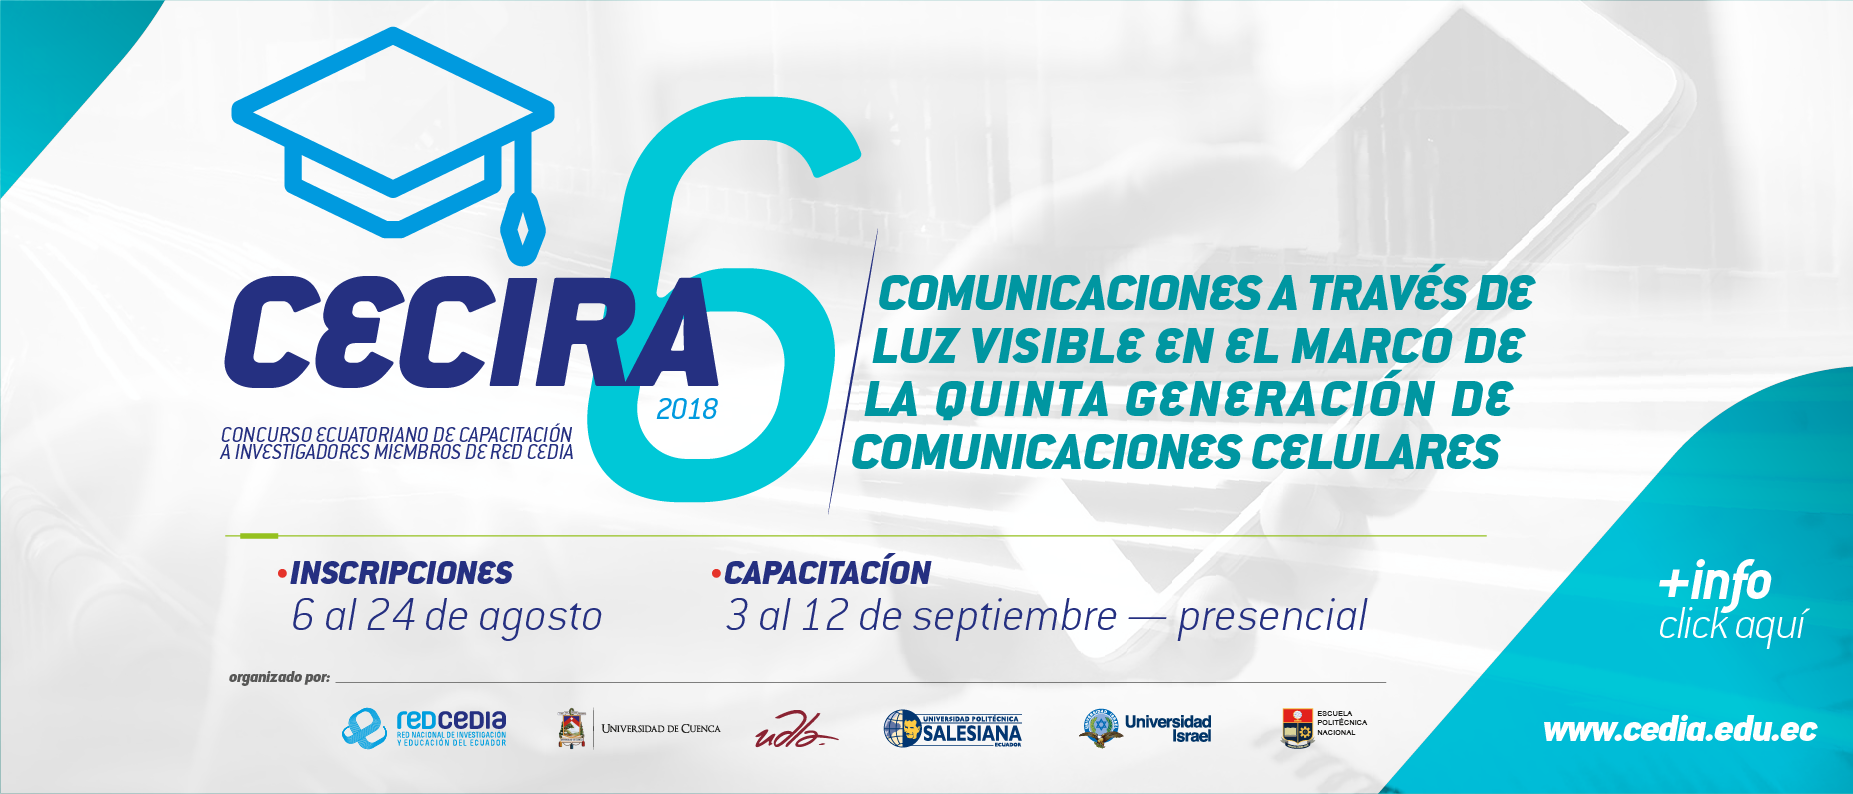 CECIRA
6
2018
CONCURSO ECUATORIANO DE CAPACITACIÓN
A INVESTIGADORES MIEMBROS DE RED CEDIA
COMUNICACIONES A TRAVÉS DE
LUZ VISIBLE EN EL MARCO DE
LA QUINTA GENERACIÓN DE
COMUNICACIONES CELULARES
INSCRIPCIONES
6 al 24 de agosto
CAPACITACÍON
3 al 12 de septiembre — presencial
+info
click aquí
organizado por:
redcedia
RED NACIONAL DE INVESTIGACIÓN
Y EDUCACIÓN DEL ECUADOR
UNIVERSIDAD DE CUENCA
udla
UNIVERSIDAD POLITÉCNICA
SALESIANA
ECUADOR
Universidad
Israel
ESCUELA
POLITÉCNICA
NACIONAL
www.cedia.edu.ec